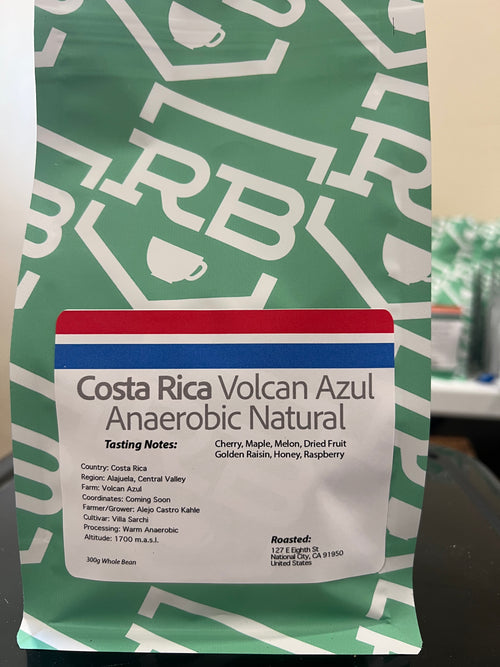 RB
RB
B
Costa Rica Volcan Azul
Anaerobic Natural
Tasting Notes: Cherry, Maple, Melon, Dried Fruit
Golden Raisin, Honey, Raspberry
Country: Costa Rica
Region: Alajuela, Central Valley
Farm: Volcan Azul
Coordinates: Coming Soon
Farmer/Grower: Alejo Castro Kahle
Cultivar: Villa Sarchi
Processing: Warm Anaerobic
Altitude: 1700 m.a.s.l.
300g Whole Bean
Roasted:
127 E Eighth St
National City, CA 91950
United States
RB